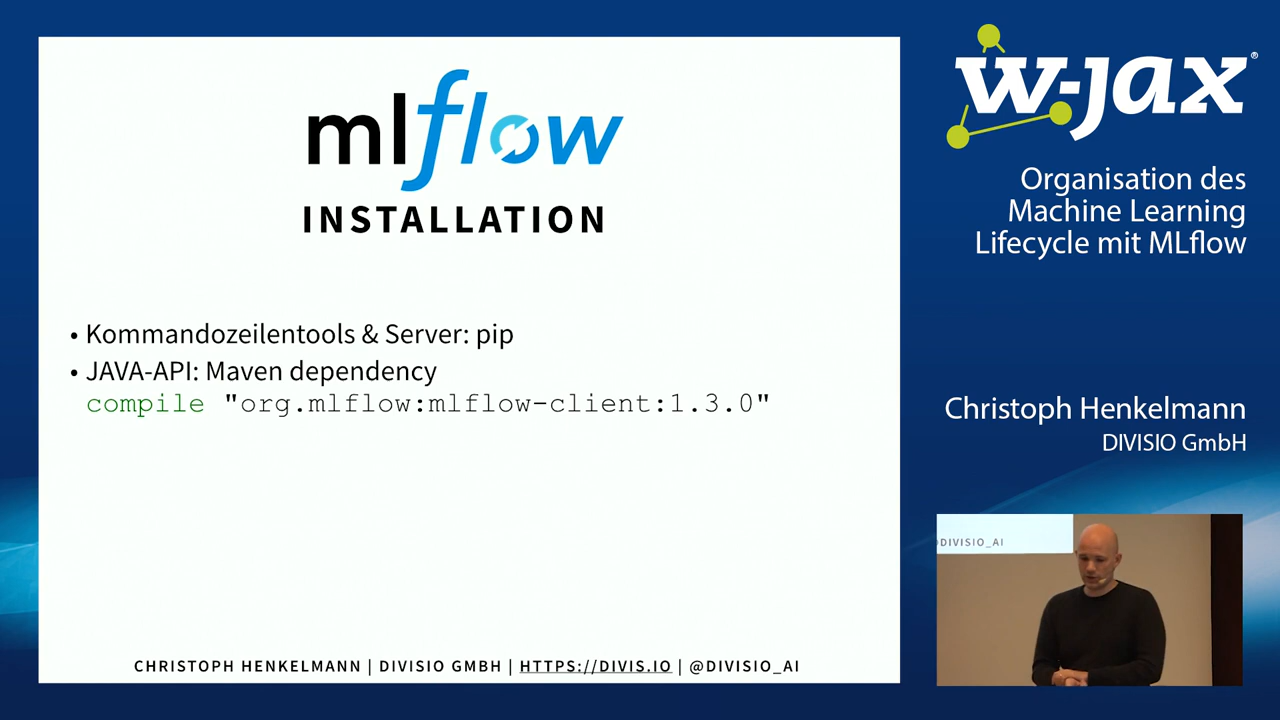 mlflow
INSTALLATION
• Kommandozeilentools & Server: pip
• JAVA-API: Maven dependency
compile "org.mlflow:mlflow-client:1.3.0"
CHRISTOPH HENKELMANN | DIVISIO GMBH | HTTPS://DIVIS.IO | @DIVISIO_AI
w-jax®
Organisation des
Machine Learning
Lifecycle mit MLflow
Christoph Henkelmann
DIVISIO GmbH
DIVISIO_AI